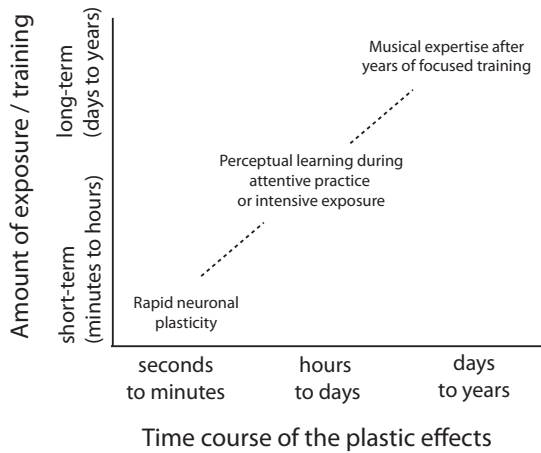 Amount of exposure / training
long-term
(days to years)
short-term
(minutes to hours)
Musical expertise after
years of focused training
Perceptual learning during
attentive practice
or intensive exposure
Rapid neuronal
plasticity
seconds
to minutes
hours
to days
days
to years
Time course of the plastic effects